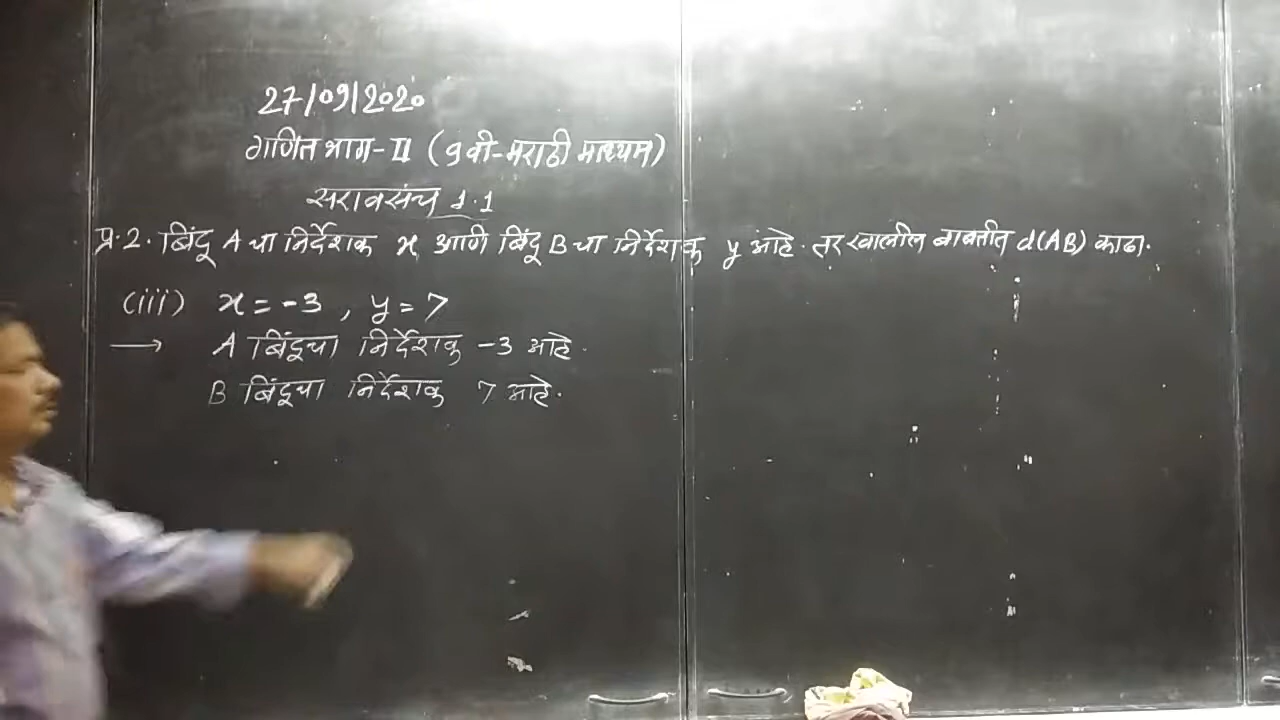 27/09/2020
गणित भाग-II (9वी-मराठी माध्यम)
सरावसंच 1.1
प्र.2. बिंदू A चा निर्देशक x आणि बिंदू B चा निर्देशक y आहे. तर खालील बाबतीत d(AB) काढा.
(iii) x = -3 , y = 7
→ A बिंदूचा निर्देशक -3 आहे.
B बिंदूचा निर्देशक 7 आहे.